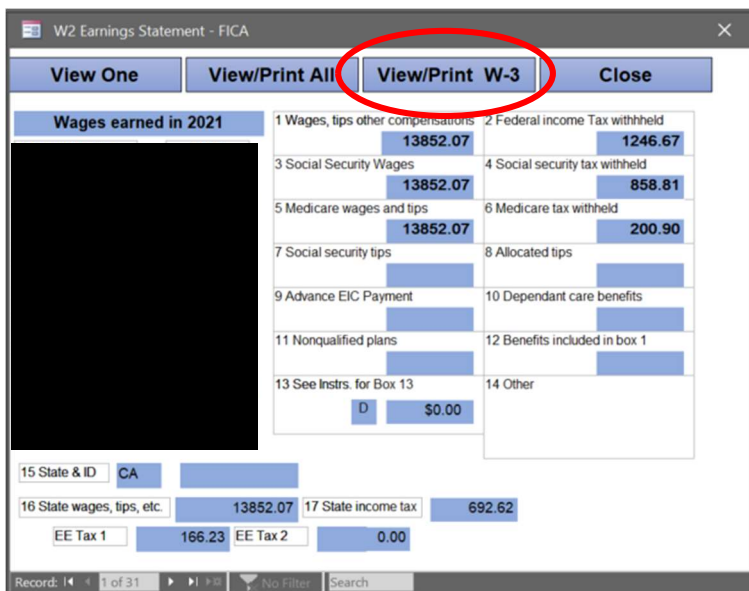 W2 Earnings Statement - FICA
View One View/Print All View/Print W-3 Close
Wages earned in 2021
1 Wages, tips other compensations 2 Federal income Tax withhheld
13852.07 1246.67
3 Social Security Wages 4 Social security tax withheld
13852.07 858.81
5 Medicare wages and tips 6 Medicare tax withheld
13852.07 200.90
7 Social security tips 8 Allocated tips
9 Advance EIC Payment 10 Dependant care benefits
11 Nonqualified plans 12 Benefits included in box 1
13 See Instrs. for Box 13 14 Other
D $0.00
15 State & ID CA
16 State wages, tips, etc. 13852.07 17 State income tax 692.62
EE Tax 1 166.23 EE Tax 2 0.00
Record: 1 of 31 No Filter Search